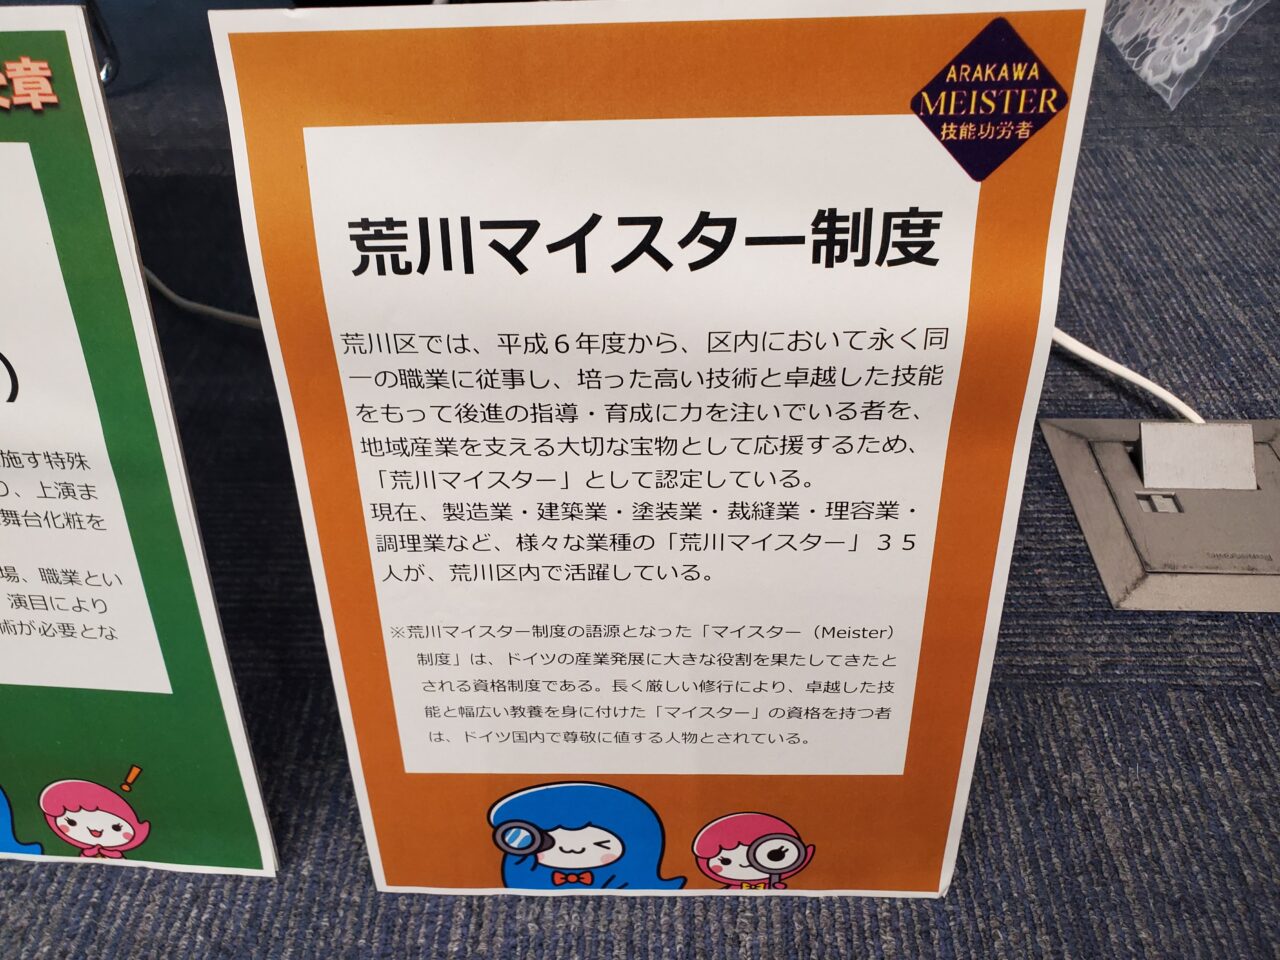 章
)
施す特殊
り、上演ま
舞台化粧を
場、職業とい
演目により
術が必要とな
ARAKAWA
MEISTER
技能功労者
荒川マイスター制度
荒川区では、平成６年度から、区内において永く同
一の職業に従事し、培った高い技術と卓越した技能
をもって後進の指導・育成に力を注いでいる者を、
地域産業を支える大切な宝物として応援するため、
「荒川マイスター」として認定している。
現在、製造業・建築業・塗装業・裁縫業・理容業・
調理業など、様々な業種の「荒川マイスター」３５
人が、荒川区内で活躍している。
※荒川マイスター制度の語源となった「マイスター（Meister）
制度」は、ドイツの産業発展に大きな役割を果たしてきたと
される資格制度である。長く厳しい修行により、卓越した技
能と幅広い教養を身に付けた「マイスター」の資格を持つ者
は、ドイツ国内で尊敬に値する人物とされている。